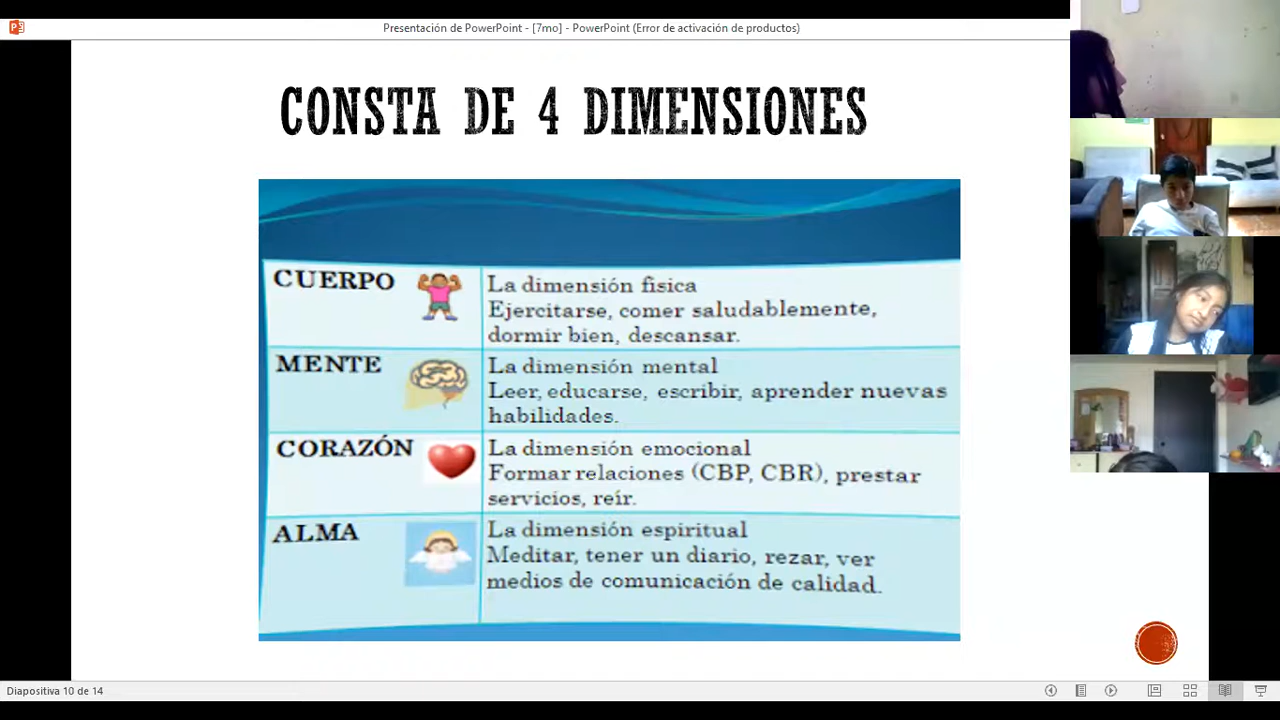 Presentación de PowerPoint - [7mo] - PowerPoint (Error de activación de productos)
CONSTA DE 4 DIMENSIONES
CUERPO
La dimensión física
Ejercitarse, comer saludablemente,
dormir bien, descansar.
MENTE
La dimensión mental
Leer, educarse, escribir, aprender nuevas
habilidades.
CORAZÓN
La dimensión emocional
Formar relaciones (CBP, CBR), prestar
servicios, reír.
ALMA
La dimensión espiritual
Meditar, tener un diario, rezar, ver
medios de comunicación de calidad.
Diapositiva 10 de 14